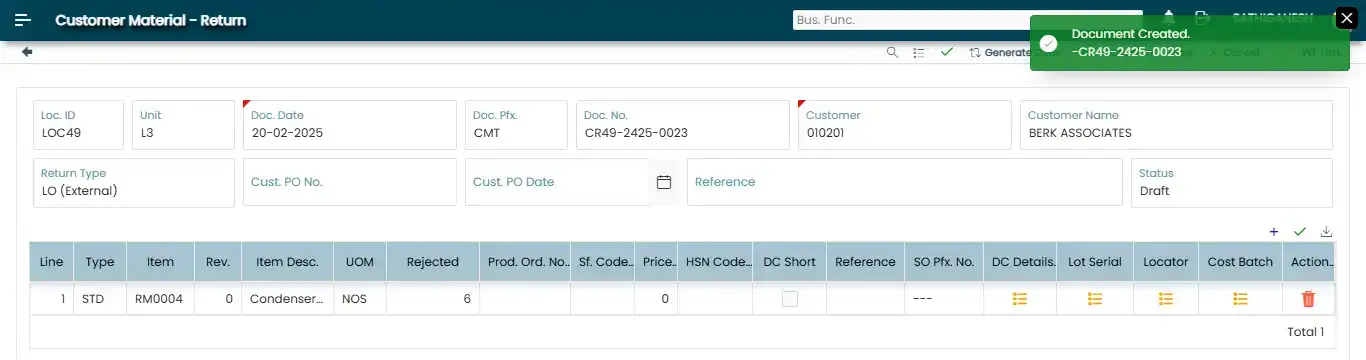 Customer Material - Return
Bus. Func.
SATHIGANESH
Document Created.
-CR49-2425-0023
Generate
Cancel
Loc. ID
LOC49
Unit
L3
Doc. Date
20-02-2025
Doc. Pfx.
CMT
Doc. No.
CR49-2425-0023
Customer
010201
Customer Name
BERK ASSOCIATES
Return Type
LO (External)
Cust. PO No.
Cust. PO Date
Reference
Status
Draft
Line Type Item Rev. Item Desc. UOM Rejected Prod. Ord. No.. Sf. Code.. Price.. HSN Code.. DC Short Reference SO Pfx. No. DC Details. Lot Serial Locator Cost Batch Action..
1 STD RM0004 0 Condenser... NOS 6 0 ---
Total 1